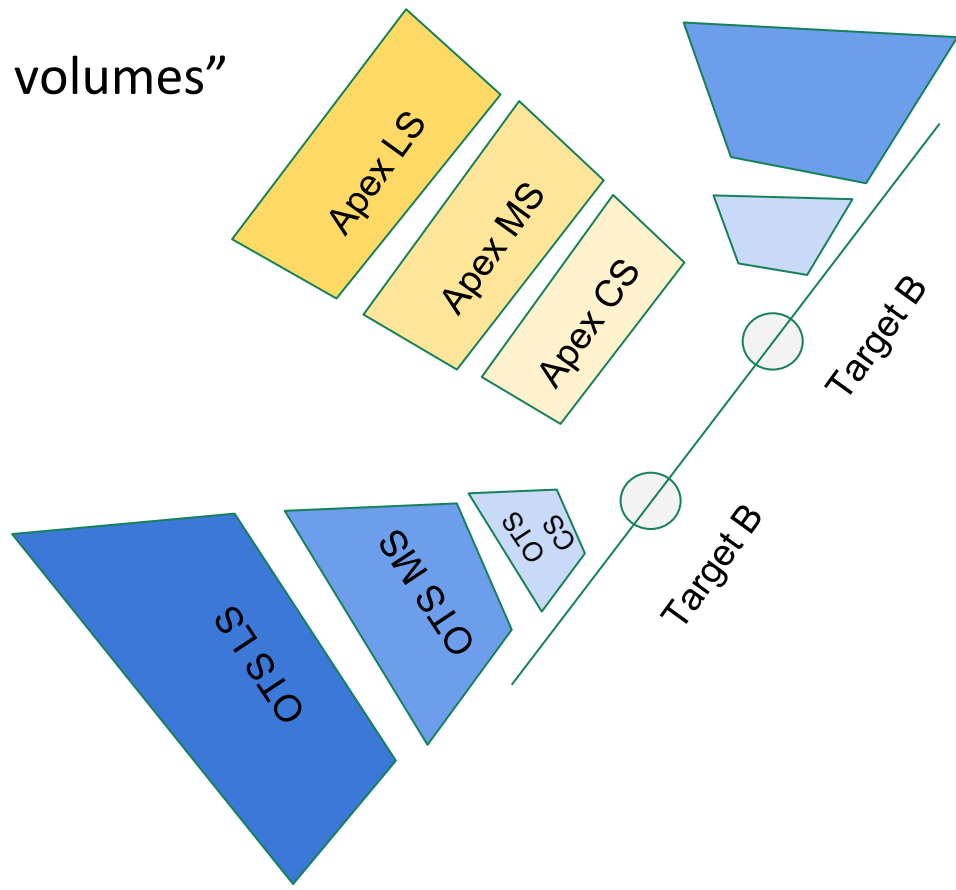 volumes”
Apex LS
Apex MS
Apex CS
Target B
OTS
CS
OTS MS
Target B
OTS LS